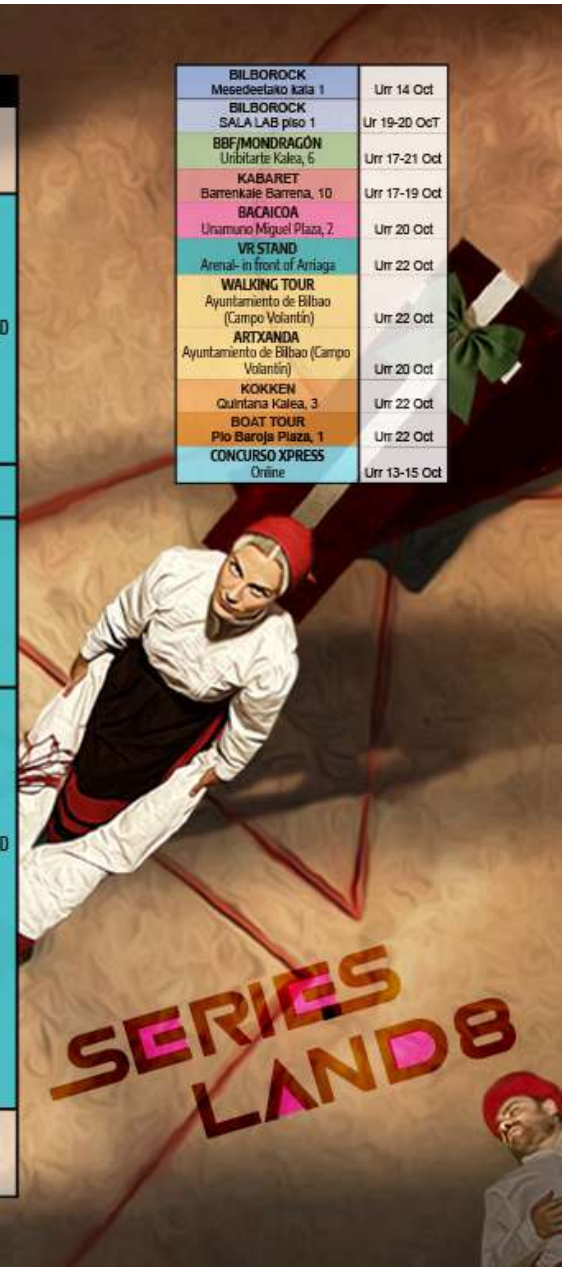 BILBOROCK
Mesedeetako kala 1
Urr 14 Oct
BILBOROCK
SALA LAB piso 1
Ur 19-20 OcT
BBF/MONDRAGÓN
Uribitarte Kalea, 6
Urr 17-21 Oct
KABARET
Barrenkale Barrena, 10
Urr 17-19 Oct
BACAICOA
Unamuno Miguel Plaza, 2
Urr 20 Oct
VR STAND
Arenal- in front of Arriaga
Urr 22 Oct
WALKING TOUR
Ayuntamiento de Bilbao
(Campo Volantín)
Urr 22 Oct
ARTXANDA
Ayuntamiento de Bilbao (Campo
Volantín)
Urr 20 Oct
KOKKEN
Quintana Kalea, 3
Urr 22 Oct
BOAT TOUR
Pio Baroja Plaza, 1
Urr 22 Oct
CONCURSO XPRESS
Online
Urr 13-15 Oct
D
D
SERIES
LAND8